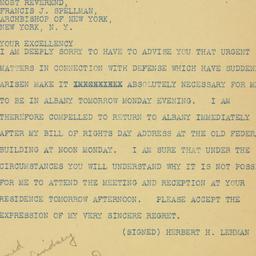 MOST REVEREND,
FRANCIS J. SPELLMAN,
ARCHBISHOP OF NEW YORK,
NEW YORK, N. Y.
YOUR EXCELLENCY
I AM DEEPLY SORRY TO HAVE TO ADVISE YOU THAT URGENT
MATTERS IN CONNECTION WITH DEFENSE WHICH HAVE SUDDEN
ARISEN MAKE IT ABSOLUTELY NECESSARY FOR M
TO BE IN ALBANY TOMORROW MONDAY EVENING. I AM
THEREFORE COMPELLED TO RETURN TO ALBANY IMMEDIATELY
AFTER MY BILL OF RIGHTS DAY ADDRESS AT THE OLD FEDER
BUILDING AT NOON MONDAY. I AM SURE THAT UNDER THE
CIRCUMSTANCES YOU WILL UNDERSTAND WHY IT IS NOT POSS
FOR ME TO ATTEND THE MEETING AND RECEPTION AT YOUR
RESIDENCE TOMORROW AFTERNOON. PLEASE ACCEPT THE
EXPRESSION OF MY VERY SINCERE REGRET.
(SIGNED) HERBERT H. LEHMAN
Lindsey